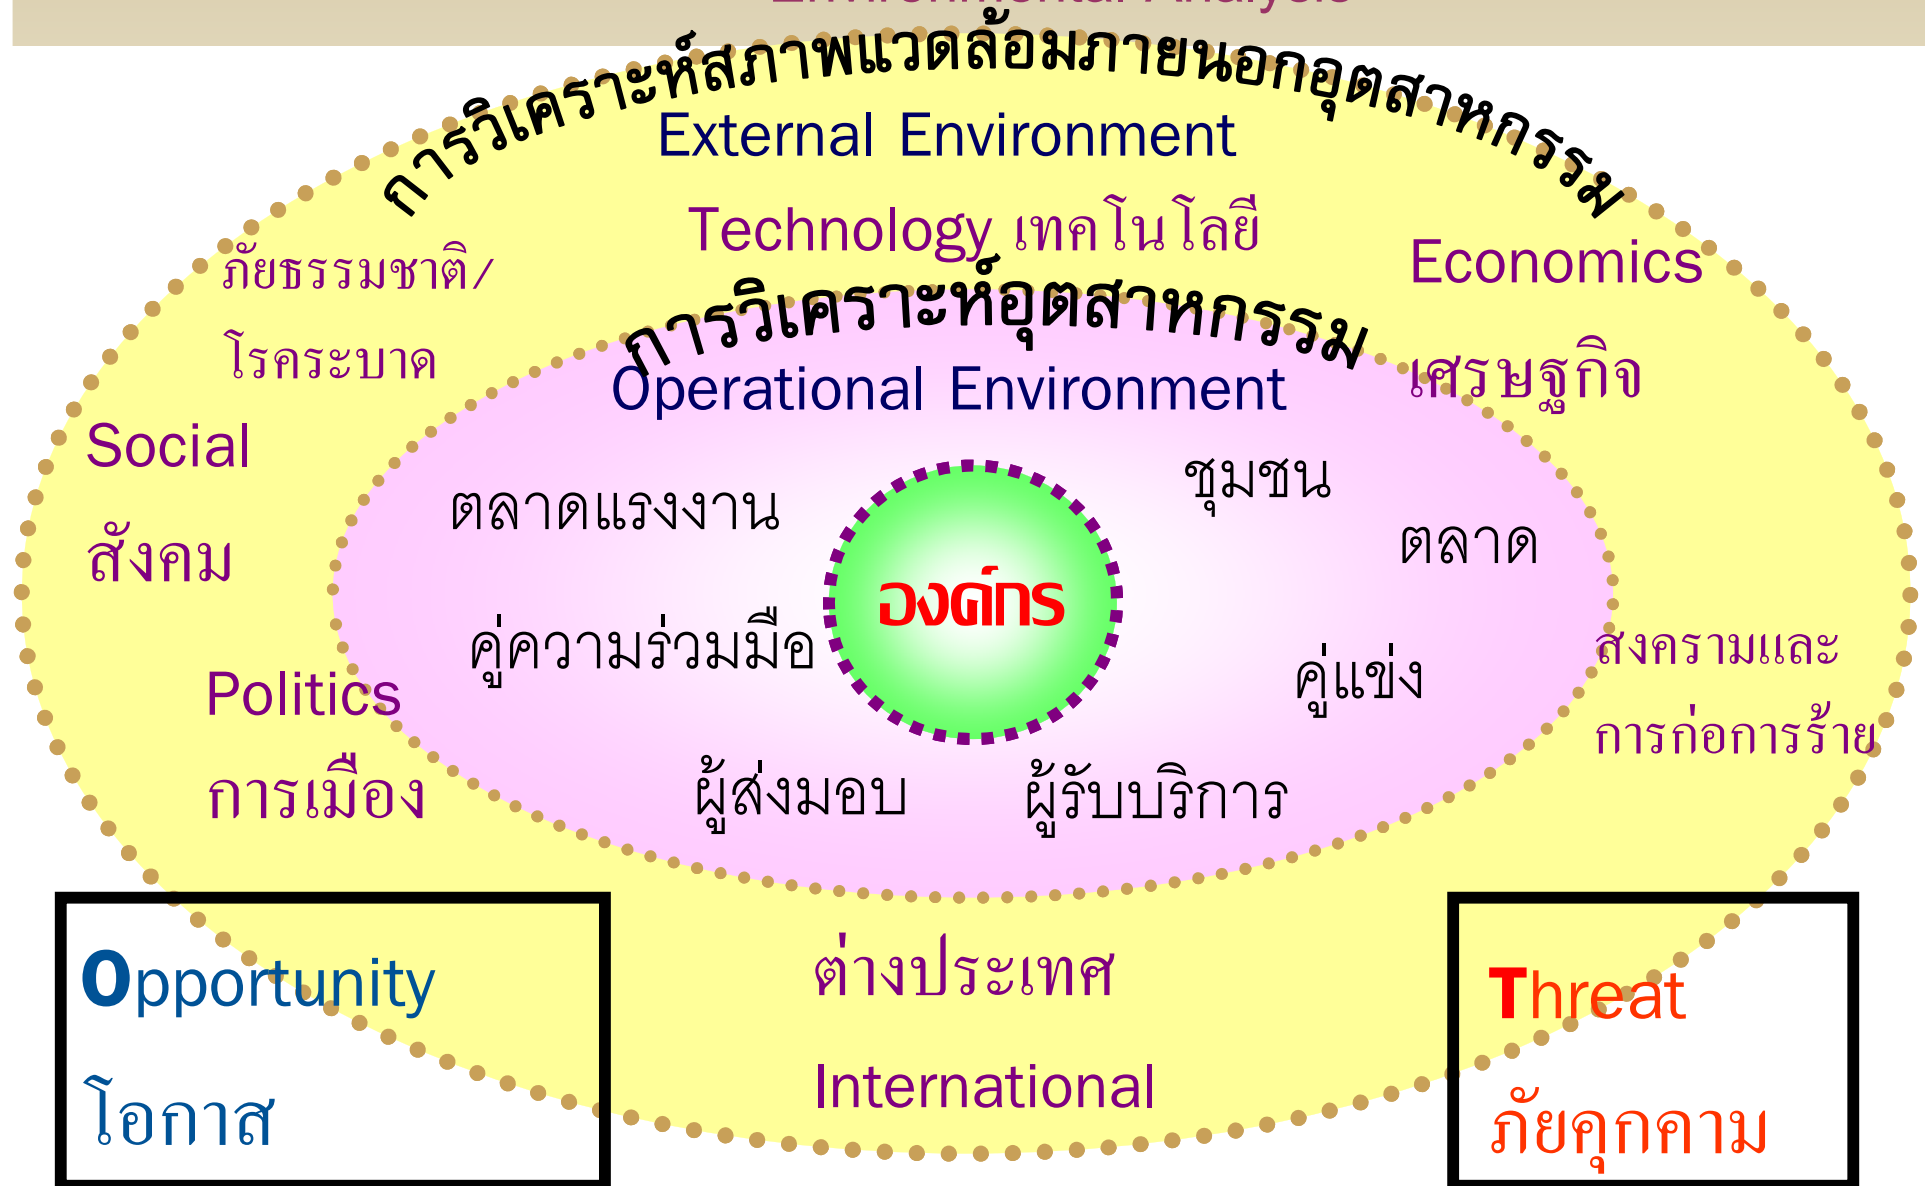 Environmental Analysis
การวิเคราะห์สภาพแวดล้อมภายนอกอุตสาหกรรม
External Environment
Technology เทคโนโลยี
ภัยธรรมชาติ/
โรคระบาด
Economics
เศรษฐกิจ
การวิเคราะห์อุตสาหกรรม
Operational Environment
Social
สังคม
ตลาดแรงงาน
ชุมชน
ตลาด
องค์กร
คู่ความร่วมมือ
คู่แข่ง
สงครามและ
การก่อการร้าย
Politics
การเมือง
ผู้ส่งมอบ
ผู้รับบริการ
Opportunity
โอกาส
ต่างประเทศ
International
Threat
ภัยคุกคาม